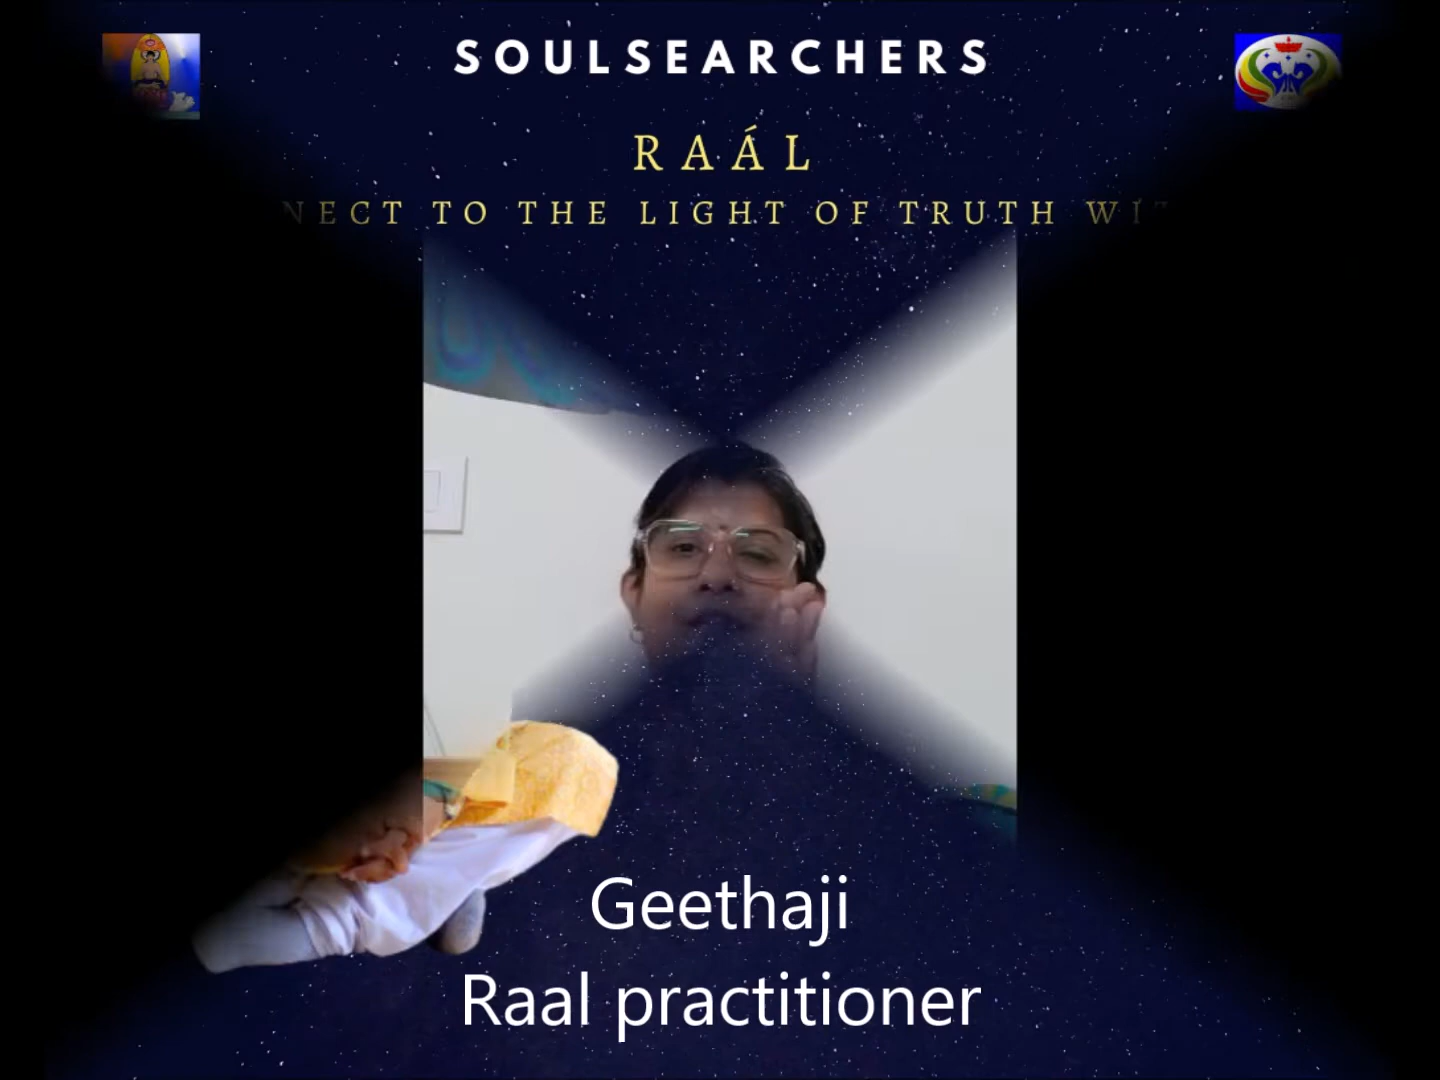 SOULSEARCHERS
RAÁL
TO THE LIGHT OF TRUTH
Geethaji
Raal practitioner